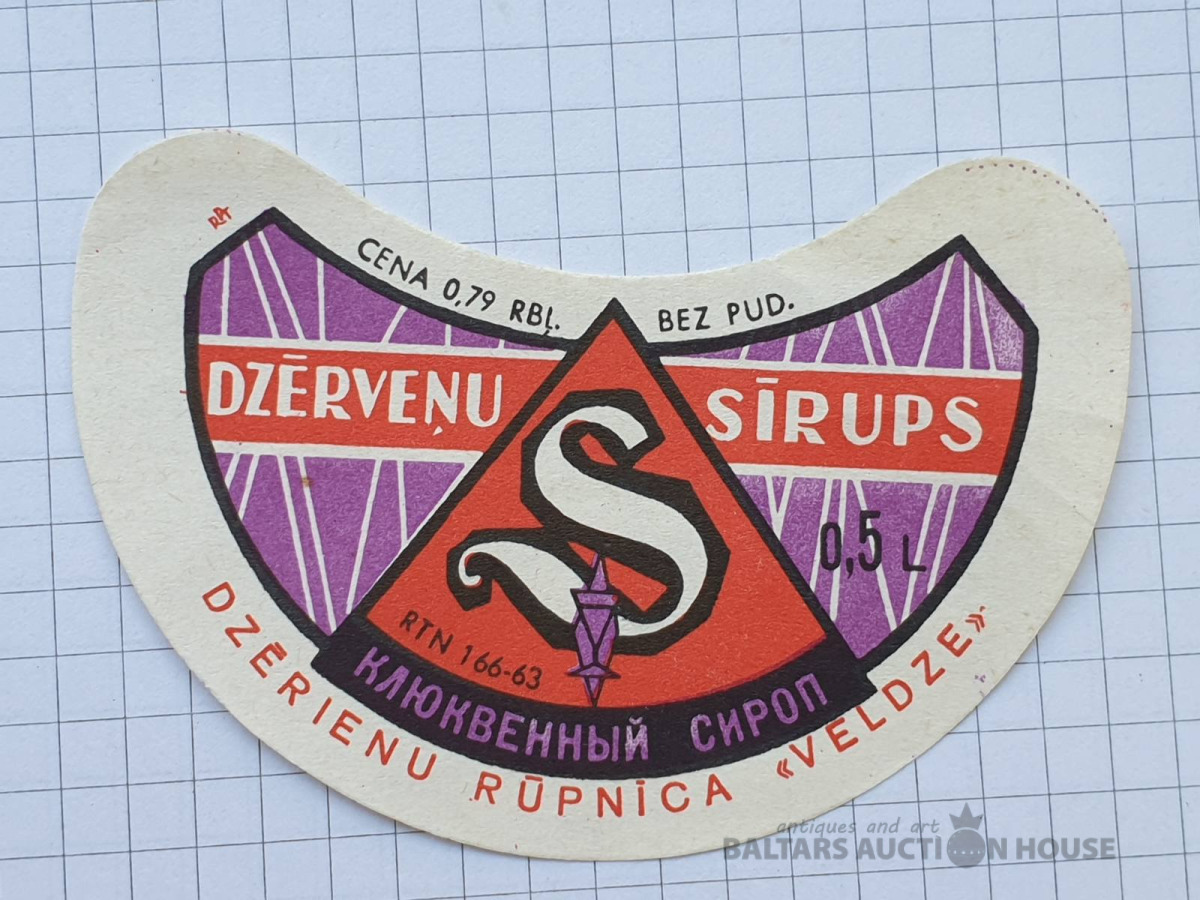 CENA 0,79 RBĻ. BEZ PUD.
DZĒRVEŅU SĪRUPS
S
0,5 L
RTN 166-63
КЛЮКВЕННЫЙ СИРОП
DZĒRIENU RŪPNĪCA «VELDZE»
antiques and art
BALTARS AUCTION HOUSE